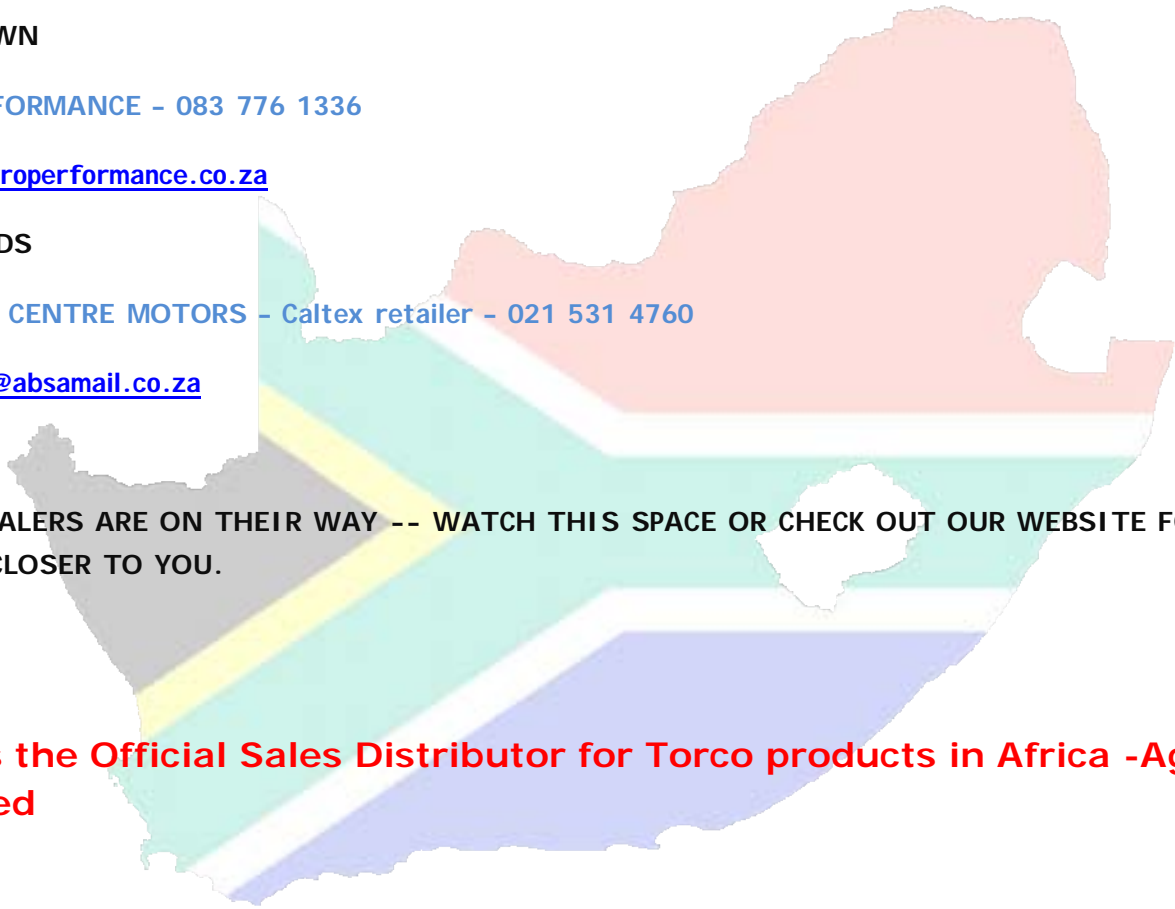 WN
FORMANCE – 083 776 1336
roperformance.co.za
DS
CENTRE MOTORS – Caltex retailer – 021 531 4760
@absamail.co.za
ALERS ARE ON THEIR WAY -- WATCH THIS SPACE OR CHECK OUT OUR WEBSITE F
CLOSER TO YOU.
s the Official Sales Distributor for Torco products in Africa -Ag
ed